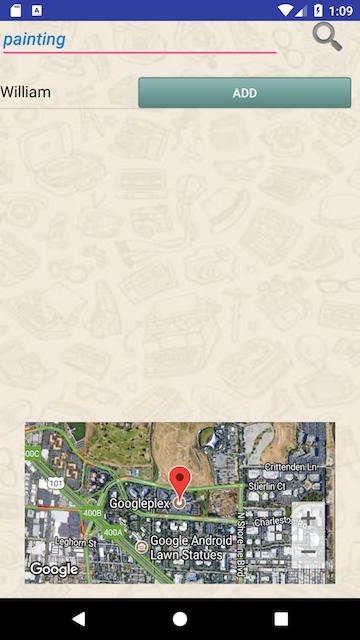 1:09
painting
William
ADD
Crittenden Ln
00C
Stierlin Ct
101
Googleplex
400B
Charleston
400A
N Shoreline Blvd
Leghorn St
Google Android
Lawn Statues
Google